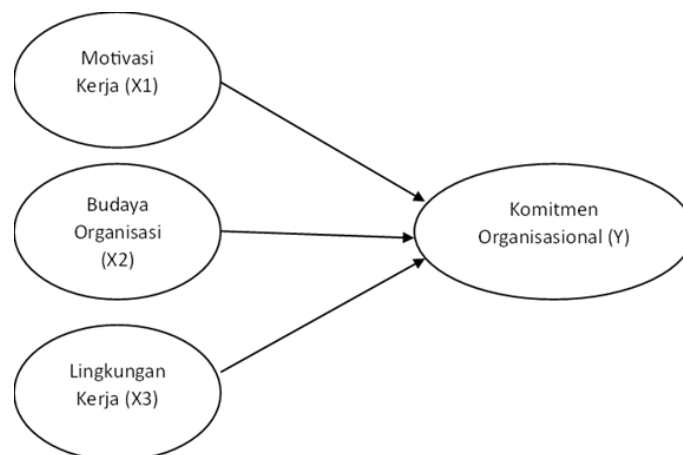 Motivasi
Kerja (X1)
Budaya
Organisasi
(X2)
Lingkungan
Kerja (X3)
Komitmen
Organisasional (Y)